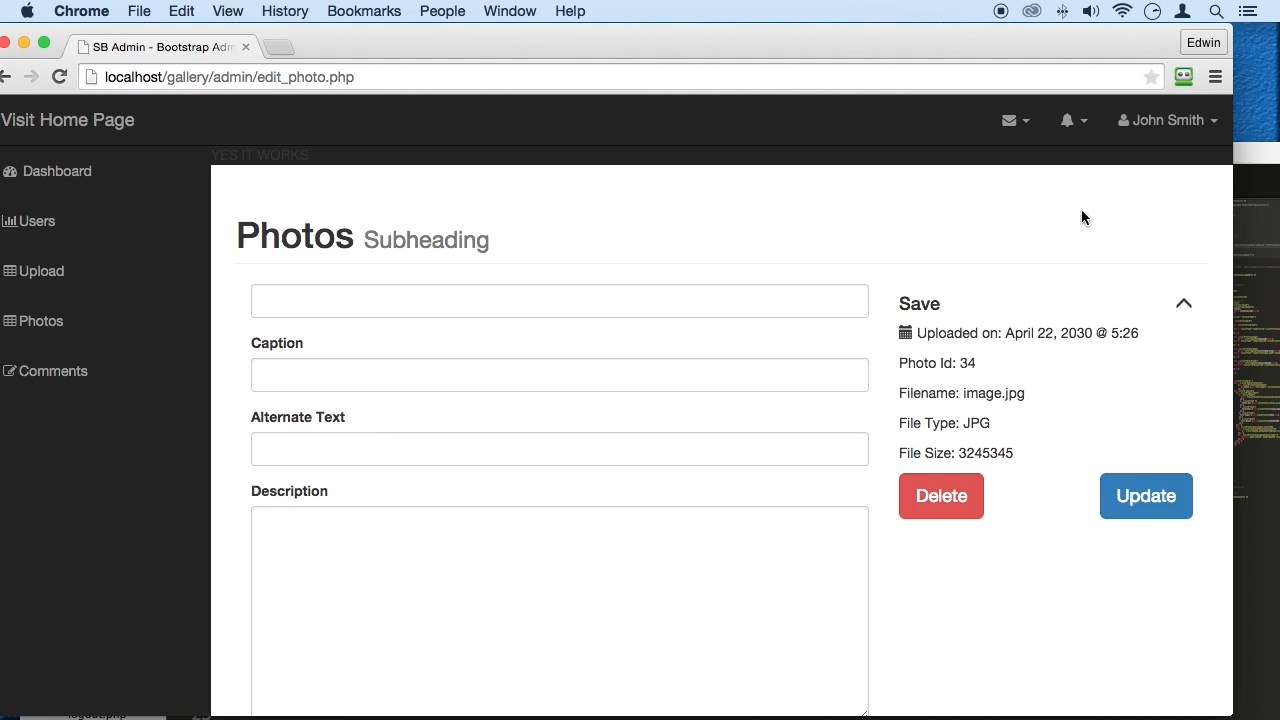 Chrome File Edit View History Bookmarks People Window Help
SB Admin - Bootstrap Adm
Edwin
localhost/gallery/admin/edit_photo.php
Visit Home Page
John Smith
YES IT WORKS
Dashboard
Users
Upload
Photos
Comments
Photos Subheading
Caption
Alternate Text
Description
Save
Uploaded on: April 22, 2030 @ 5:26
Photo Id: 34
Filename: image.jpg
File Type: JPG
File Size: 3245345
Delete
Update